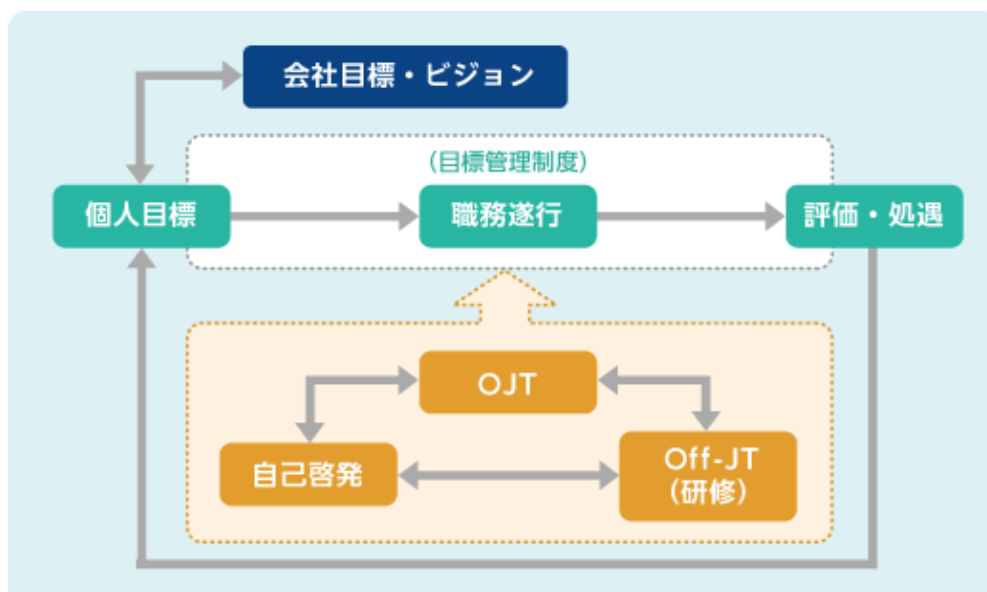 会社目標・ビジョン
（目標管理制度）
個人目標
職務遂行
評価・処遇
OJT
自己啓発
Off-JT
（研修）